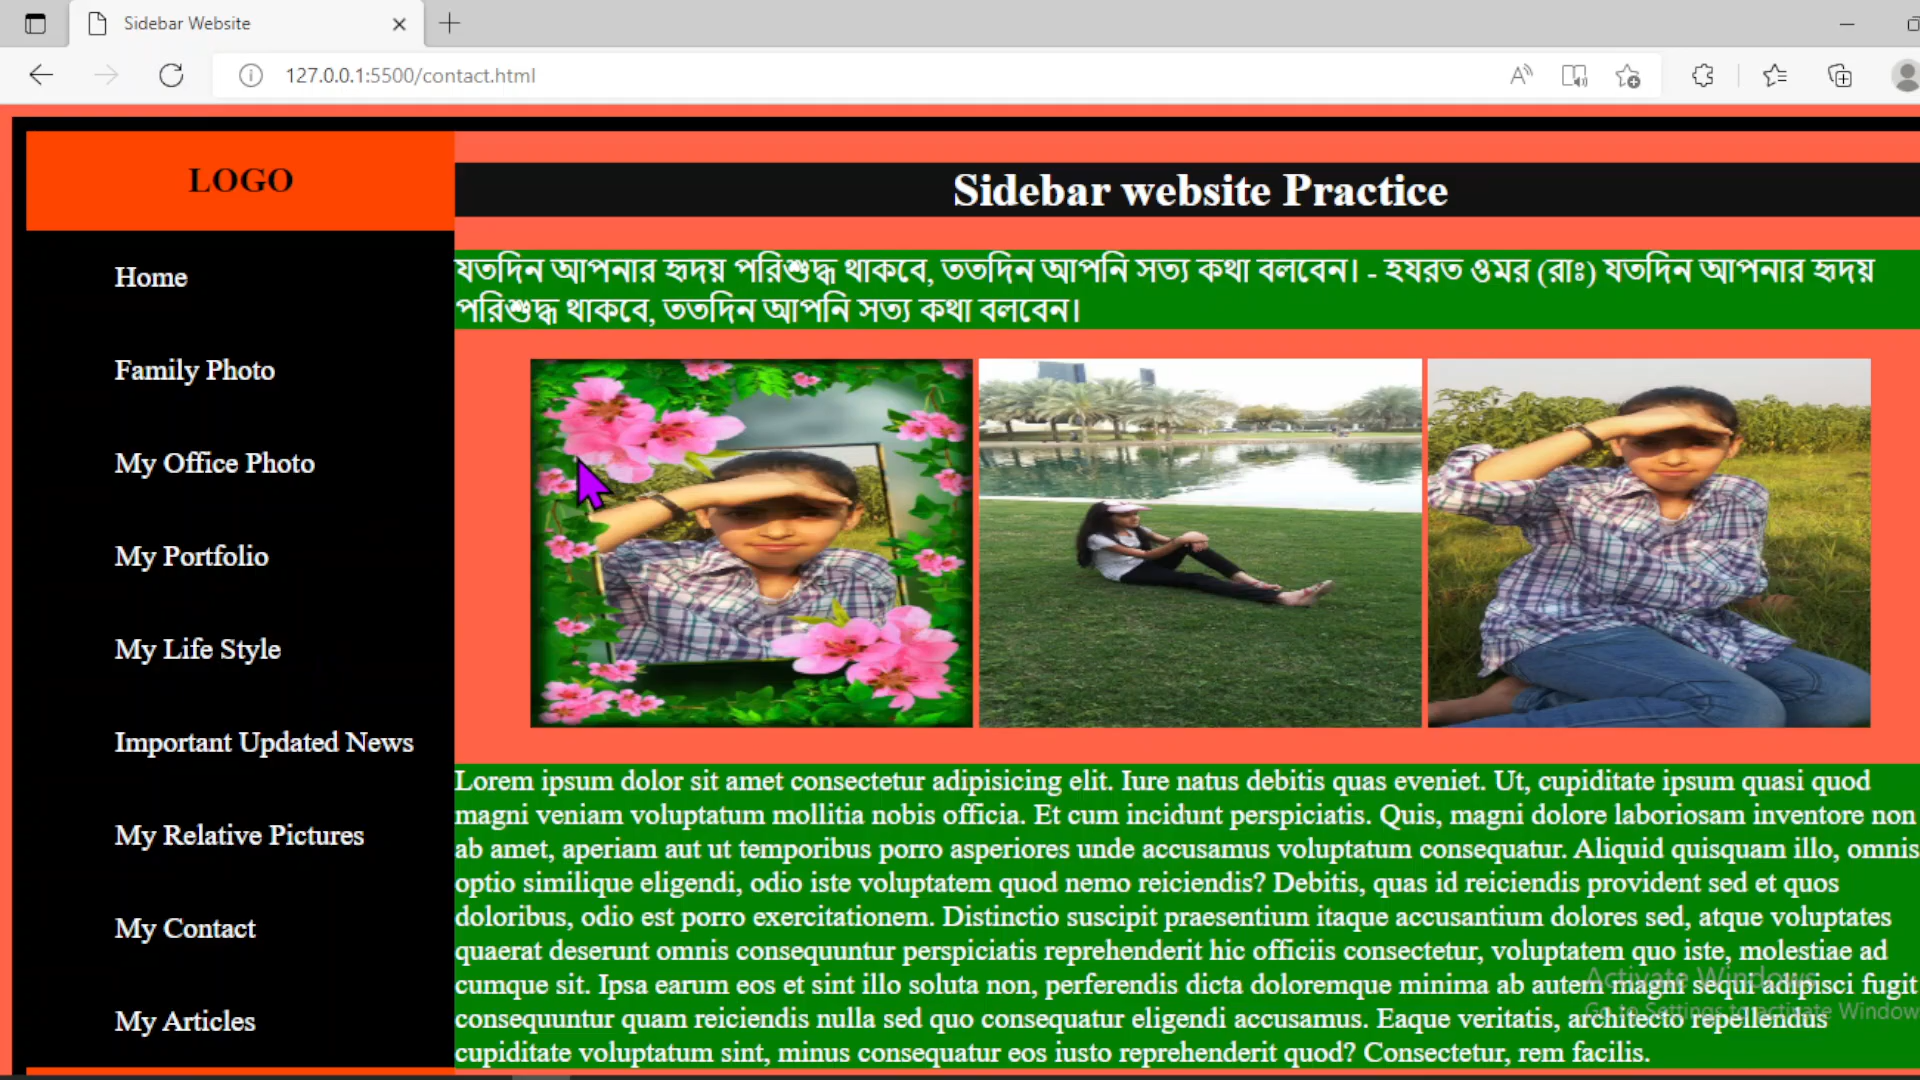 Sidebar Website
127.0.0.1:5500/contact.html
LOGO
Home
Family Photo
My Office Photo
My Portfolio
My Life Style
Important Updated News
My Relative Pictures
My Contact
My Articles
Sidebar website Practice
যতদিন আপনার হৃদয় পরিশুদ্ধ থাকবে, ততদিন আপনি সত্য কথা বলবেন। - হযরত ওমর (রাঃ) যতদিন আপনার হৃদয়
পরিশুদ্ধ থাকবে, ততদিন আপনি সত্য কথা বলবেন।
Lorem ipsum dolor sit amet consectetur adipisicing elit. Iure natus debitis quas eveniet. Ut, cupiditate ipsum quasi quod
magni veniam voluptatum mollitia nobis officia. Et cum incidunt perspiciatis. Quis, magni dolore laboriosam inventore non
ab amet, aperiam aut ut temporibus porro asperiores unde accusamus voluptatum consequatur. Aliquid quisquam illo, omnis
optio similique eligendi, odio iste voluptatem quod nemo reiciendis? Debitis, quas id reiciendis provident sed et quos
doloribus, odio est porro exercitationem. Distinctio suscipit praesentium itaque accusantium dolores sed, atque voluptates
quaerat deserunt omnis consequuntur perspiciatis reprehenderit hic officiis consectetur, voluptatem quo iste, molestiae ad
cumque sit. Ipsa earum eos et sint illo soluta non, perferendis dicta doloremque minima ab autem magni sequi adipisci fugit
consequuntur quam reiciendis nulla sed quo consequatur eligendi accusamus. Eaque veritatis, architecto repellendus
cupiditate voluptatum sint, minus consequatur eos iusto reprehenderit quod? Consectetur, rem facilis.
Activate Windows
Go to Settings to activate Window